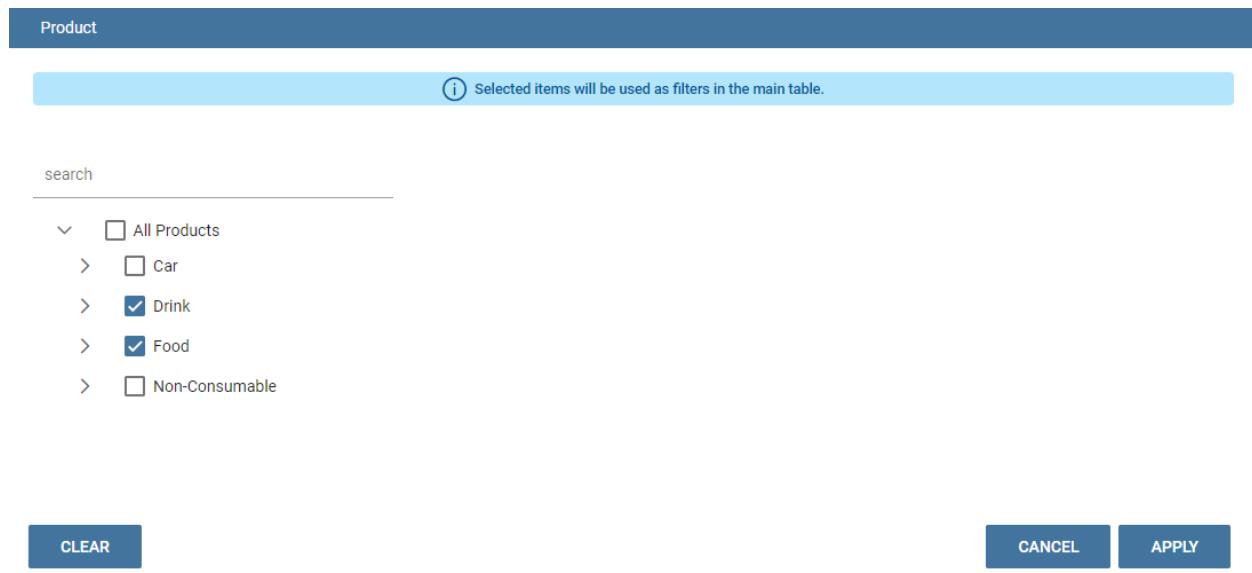 Product
Selected items will be used as filters in the main table.
search
All Products
Car
Drink
Food
Non-Consumable
CLEAR
CANCEL
APPLY